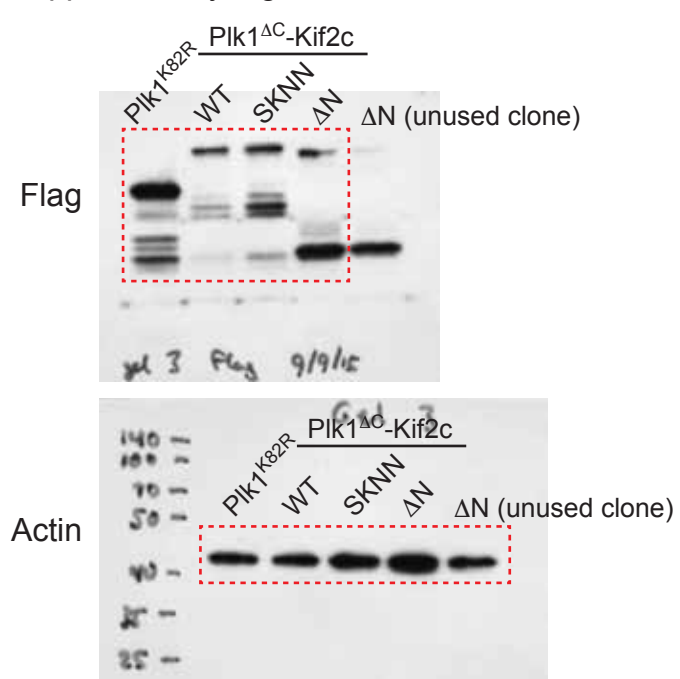 Plk1ΔC-Kif2c
Plk1K82R WT SKNN ΔN ΔN (unused clone)
Flag
gel 3 Flag 9/9/15
Gel 3
Plk1ΔC-Kif2c
Plk1K82R WT SKNN ΔN ΔN (unused clone)
Actin
140
100
70
50
40
35
25